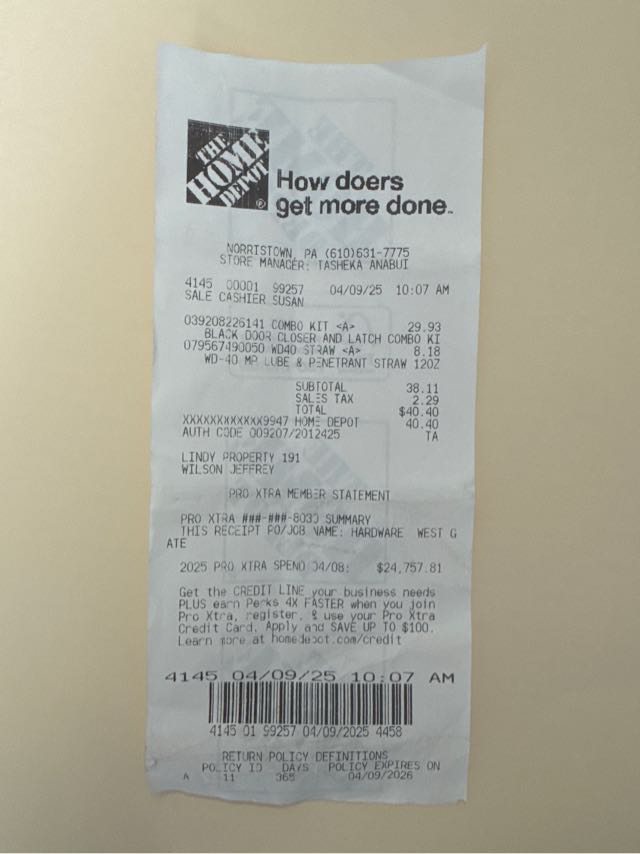 THE
HOME
DEPOT
®
How doers
get more done™
NORRISTOWN, PA (610)631-7775
STORE MANAGER: TASHEKA ANABUI
4145 00001 99257 04/09/25 10:07 AM
SALE CASHIER SUSAN
039208226141 COMBO KIT <A> 29.93
BLACK DOOR CLOSER AND LATCH COMBO KI
079567490050 WD40 STRAW <A> 8.18
WD-40 MP LUBE & PENETRANT STRAW 12OZ
SUBTOTAL 38.11
SALES TAX 2.29
TOTAL $40.40
XXXXXXXXXXXX9947 HOME DEPOT 40.40
AUTH CODE 009207/2012425 TA
LINDY PROPERTY 191
WILSON JEFFREY
PRO XTRA MEMBER STATEMENT
PRO XTRA ###-###-8030 SUMMARY
THIS RECEIPT PO/JOB NAME: HARDWARE WEST G
ATE
2025 PRO XTRA SPEND 04/08: $24,757.81
Get the CREDIT LINE your business needs
PLUS earn Perks 4X FASTER when you join
Pro Xtra, register, & use your Pro Xtra
Credit Card. Apply and SAVE UP TO $100.
Learn more at homedepot.com/credit
4145 04/09/25 10:07 AM
4145 01 99257 04/09/2025 4458
RETURN POLICY DEFINITIONS
POLICY ID DAYS POLICY EXPIRES ON
A 11 365 04/09/2026